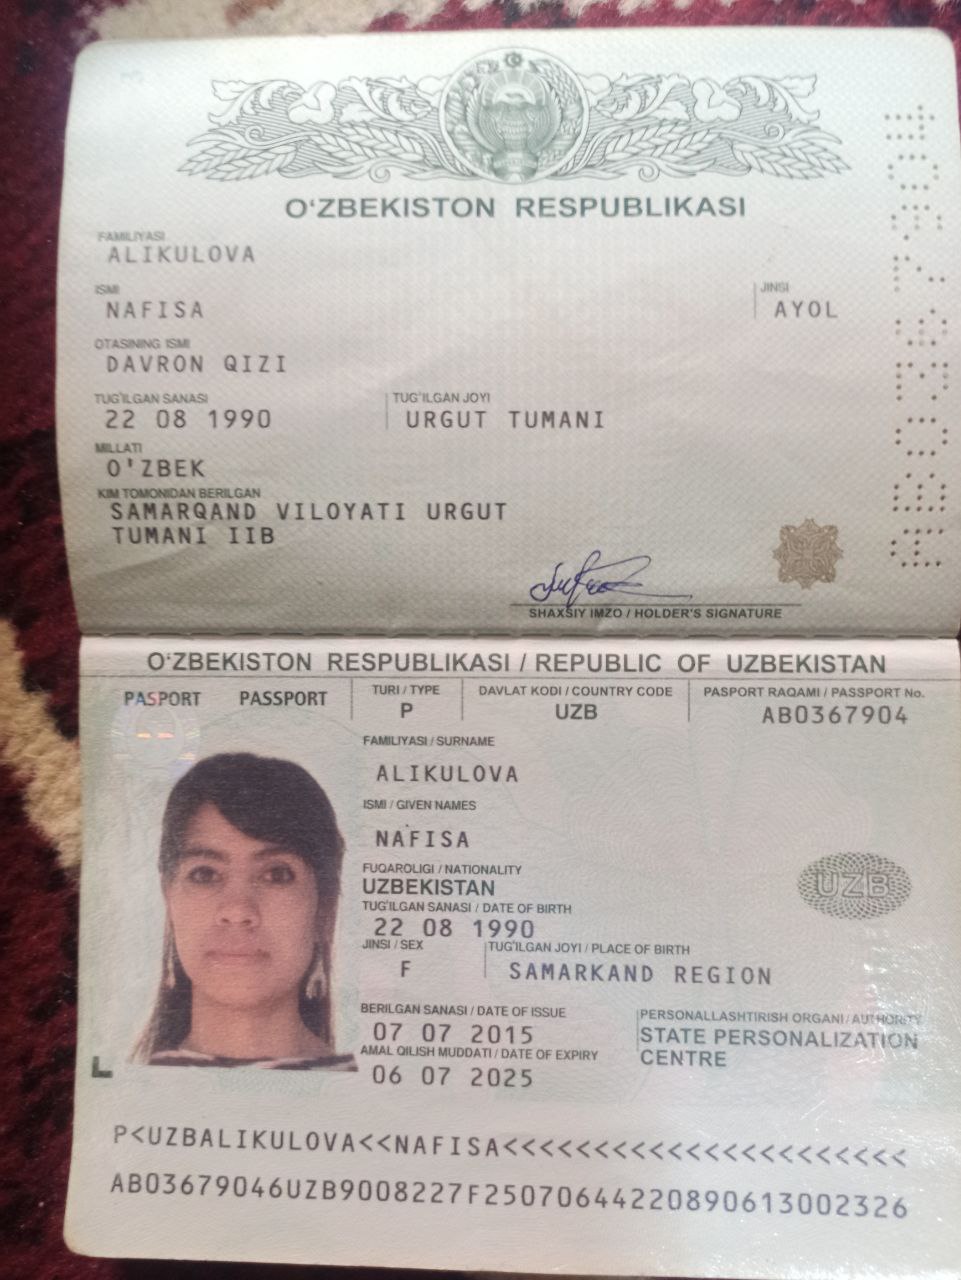 O'ZBEKISTON RESPUBLIKASI
FAMILIYASI
ALIKULOVA
ISMI
NAFISA
JINSI
AYOL
OTASINING ISMI
DAVRON QIZI
TUG'ILGAN SANASI
22 08 1990
TUG'ILGAN JOYI
URGUT TUMANI
MILLATI
O'ZBEK
KIM TOMONIDAN BERILGAN
SAMARQAND VILOYATI URGUT
TUMANI IIB
SHAXSIY IMZO / HOLDER'S SIGNATURE
AB0367904
O'ZBEKISTON RESPUBLIKASI / REPUBLIC OF UZBEKISTAN
PASPORT PASSPORT
TURI / TYPE
P
DAVLAT KODI / COUNTRY CODE
UZB
PASPORT RAQAMI / PASSPORT No.
AB0367904
FAMILIYASI / SURNAME
ALIKULOVA
ISMI / GIVEN NAMES
NAFISA
FUQAROLIGI / NATIONALITY
UZBEKISTAN
TUG'ILGAN SANASI / DATE OF BIRTH
22 08 1990
JINSI / SEX
F
TUG'ILGAN JOYI / PLACE OF BIRTH
SAMARKAND REGION
BERILGAN SANASI / DATE OF ISSUE
07 07 2015
PERSONALLASHTIRISH ORGANI / AUTHORITY
STATE PERSONALIZATION
CENTRE
AMAL QILISH MUDDATI / DATE OF EXPIRY
06 07 2025
UZB
P<UZBALIKULOVA<<NAFISA<<<<<<<<<<<<<<<<<<<<<<
AB03679046UZB9008227F25070644220890613002326